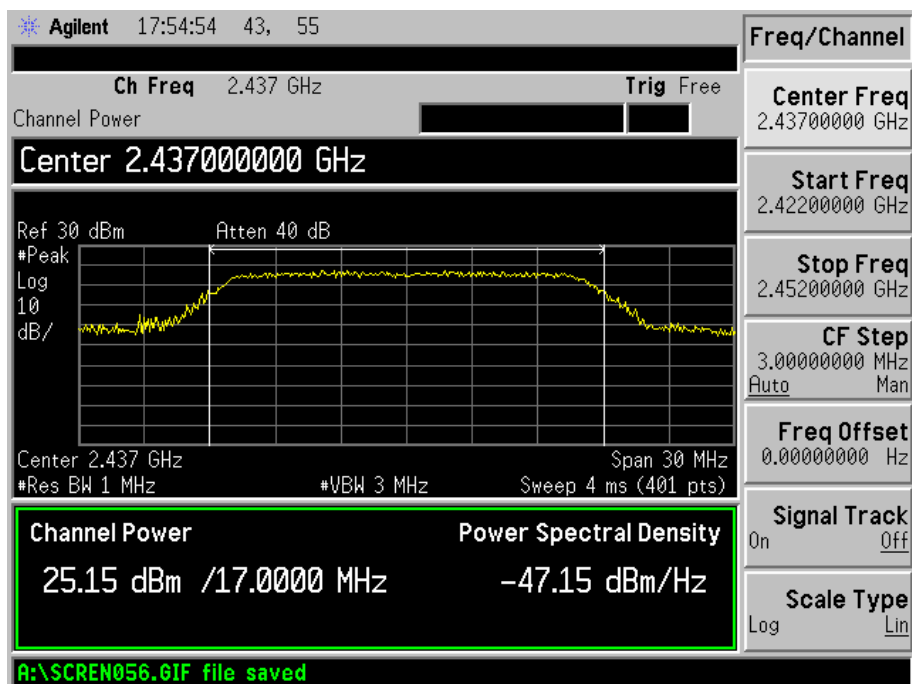 Agilent 17:54:54 43, 55
Ch Freq 2.437 GHz Trig Free
Channel Power
Center 2.437000000 GHz
Ref 30 dBm Atten 40 dB
#Peak
Log
10
dB/
Center 2.437 GHz Span 30 MHz
#Res BW 1 MHz #VBW 3 MHz Sweep 4 ms (401 pts)
Channel Power Power Spectral Density
25.15 dBm /17.0000 MHz -47.15 dBm/Hz
A:\SCREN056.GIF file saved
Freq/Channel
Center Freq
2.43700000 GHz
Start Freq
2.42200000 GHz
Stop Freq
2.45200000 GHz
CF Step
3.00000000 MHz
Auto Man
Freq Offset
0.00000000 Hz
Signal Track
On Off
Scale Type
Log Lin